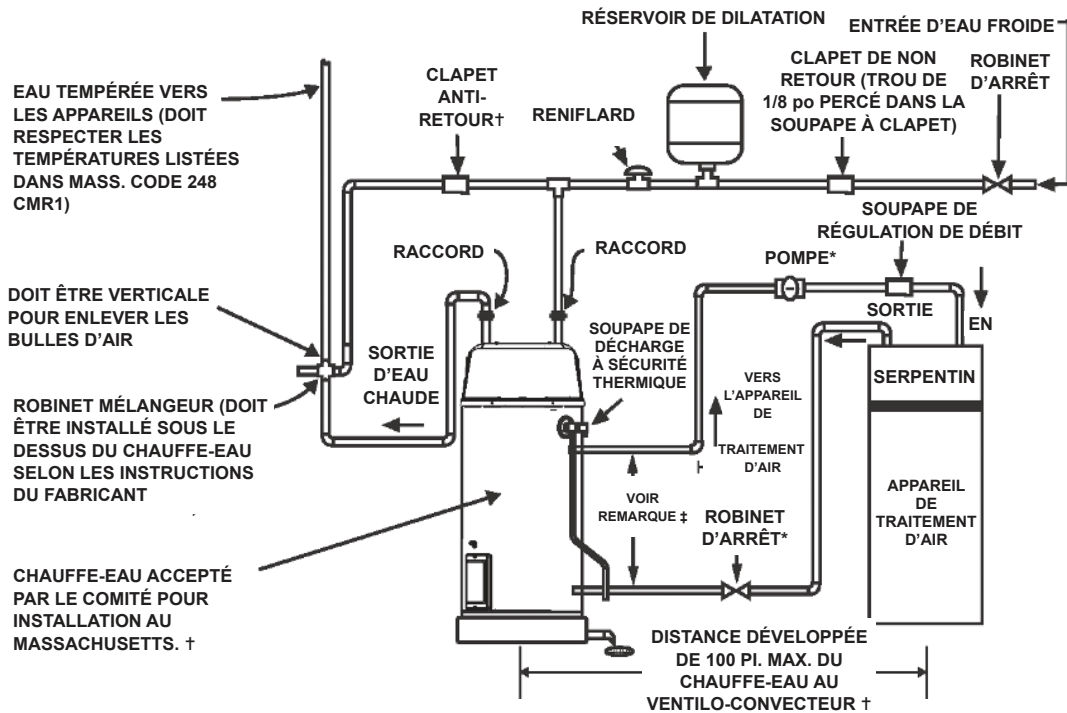 RÉSERVOIR DE DILATATION
ENTRÉE D'EAU FROIDE †
EAU TEMPÉRÉE VERS
LES APPAREILS (DOIT
RESPECTER LES
TEMPÉRATURES LISTÉES
DANS MASS. CODE 248
CMR1)
CLAPET
ANTI-
RETOUR†
RENIFLARD
CLAPET DE NON
RETOUR (TROU DE
1/8 po PERCÉ DANS LA
SOUPAPE À CLAPET)
ROBINET
D'ARRÊT
SOUPAPE DE
RÉGULATION DE DÉBIT
RACCORD
RACCORD
POMPE*
SORTIE
EN
DOIT ÊTRE VERTICALE
POUR ENLEVER LES
BULLES D'AIR
SORTIE
D'EAU
CHAUDE
SOUPAPE DE
DÉCHARGE
À SÉCURITÉ
THERMIQUE
VERS
L'APPAREIL
DE
TRAITEMENT
D'AIR
SERPENTIN
ROBINET MÉLANGEUR (DOIT
ÊTRE INSTALLÉ SOUS LE
DESSUS DU CHAUFFE-EAU
SELON LES INSTRUCTIONS
DU FABRICANT
VOIR
REMARQUE ‡
ROBINET
D'ARRÊT*
APPAREIL
DE
TRAITEMENT
D'AIR
CHAUFFE-EAU ACCEPTÉ
PAR LE COMITÉ POUR
INSTALLATION AU
MASSACHUSETTS. †
DISTANCE DÉVELOPPÉE
DE 100 PI. MAX. DU
CHAUFFE-EAU AU
VENTILO-CONVECTEUR †